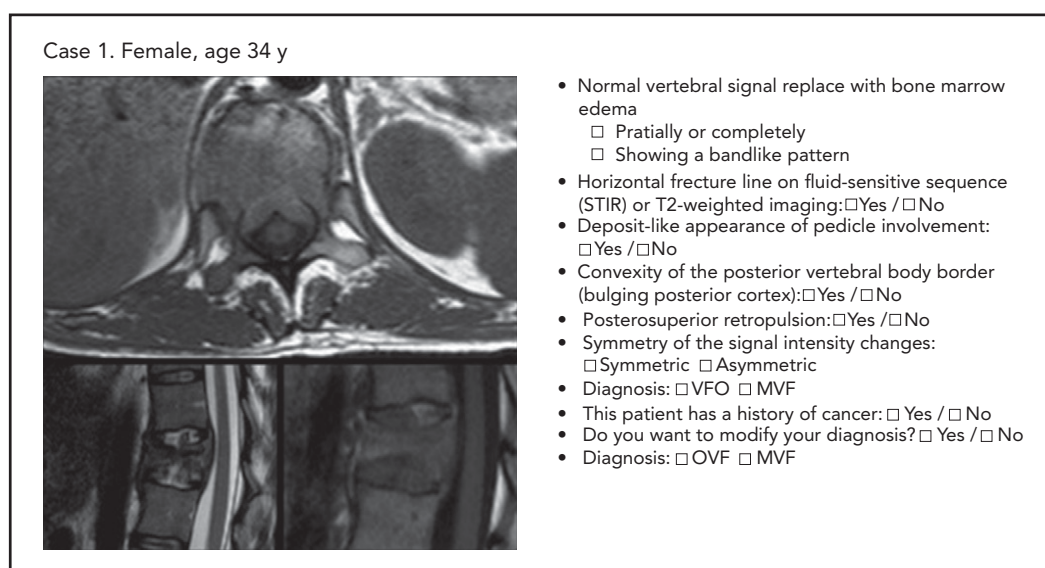 Case 1. Female, age 34 y
• Normal vertebral signal replace with bone marrow
edema
☐ Pratially or completely
☐ Showing a bandlike pattern
• Horizontal frecture line on fluid-sensitive sequence
(STIR) or T2-weighted imaging:☐Yes / ☐No
• Deposit-like appearance of pedicle involvement:
☐Yes /☐No
• Convexity of the posterior vertebral body border
(bulging posterior cortex):☐Yes /☐No
• Posterosuperior retropulsion:☐Yes /☐No
• Symmetry of the signal intensity changes:
☐Symmetric ☐Asymmetric
• Diagnosis: ☐VFO ☐ MVF
• This patient has a history of cancer: ☐ Yes / ☐ No
• Do you want to modify your diagnosis? ☐ Yes /☐ No
• Diagnosis: ☐OVF ☐ MVF